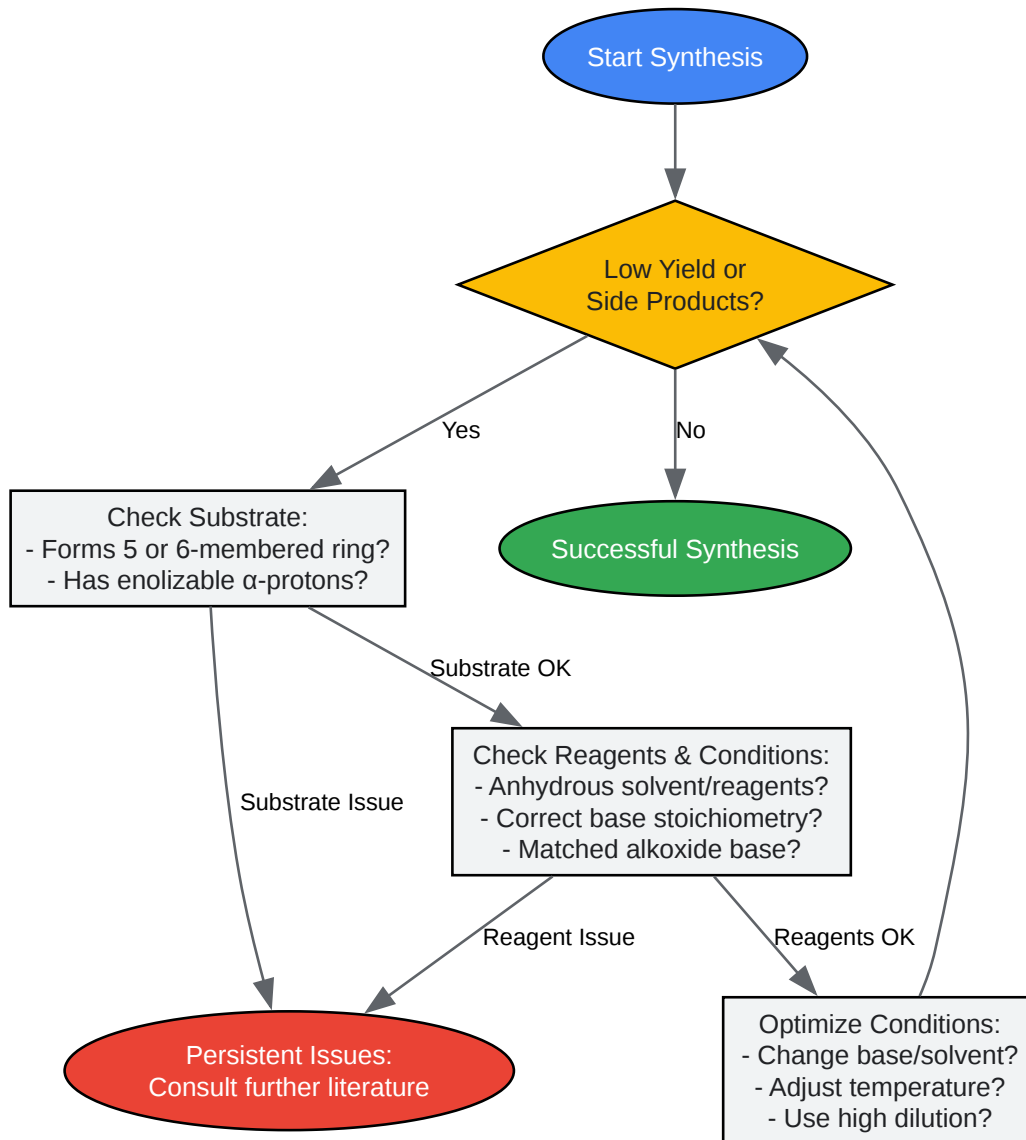 Start Synthesis
Low Yield or
Side Products?
Yes
No
Check Substrate:
- Forms 5 or 6-membered ring?
- Has enolizable α-protons?
Successful Synthesis
Substrate OK
Check Reagents & Conditions:
- Anhydrous solvent/reagents?
- Correct base stoichiometry?
- Matched alkoxide base?
Substrate Issue
Reagent Issue
Reagents OK
Persistent Issues:
Consult further literature
Optimize Conditions:
- Change base/solvent?
- Adjust temperature?
- Use high dilution?